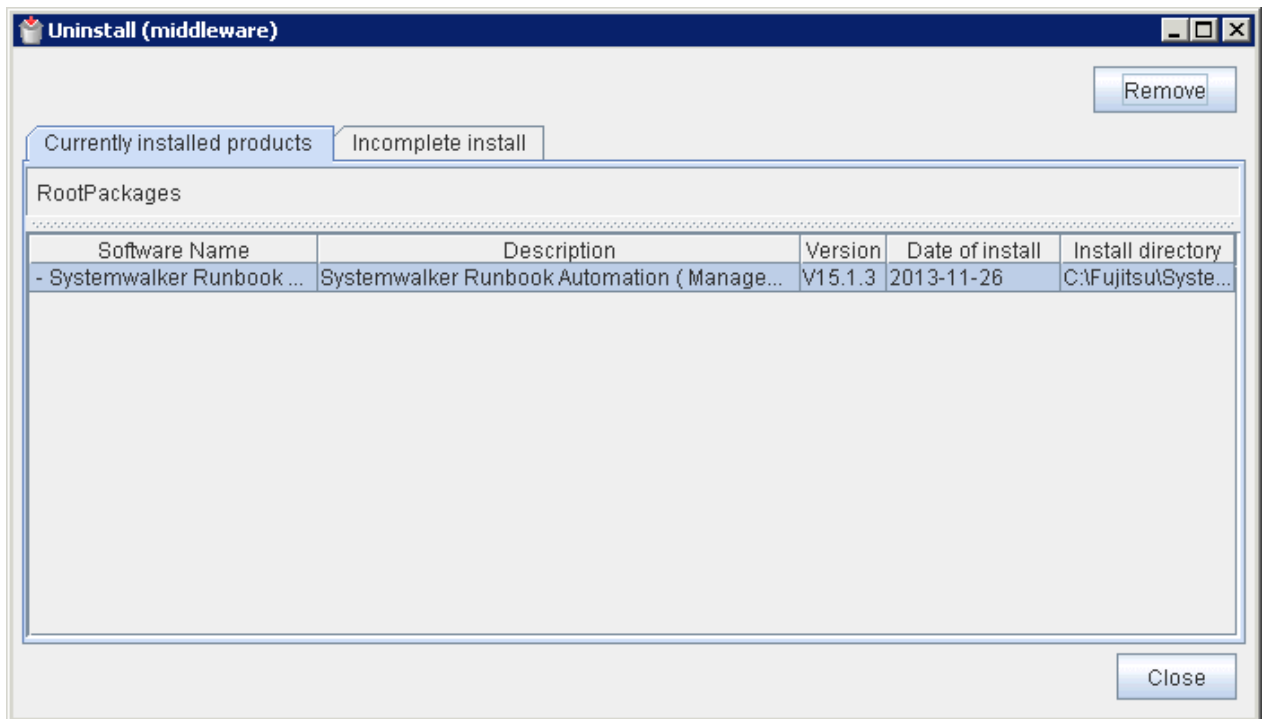 Uninstall (middleware)
Remove
Currently installed products Incomplete install
RootPackages
Software Name Description Version Date of install Install directory
- Systemwalker Runbook ... Systemwalker Runbook Automation ( Manage... V15.1.3 2013-11-26 C:\Fujitsu\Syste...
Close